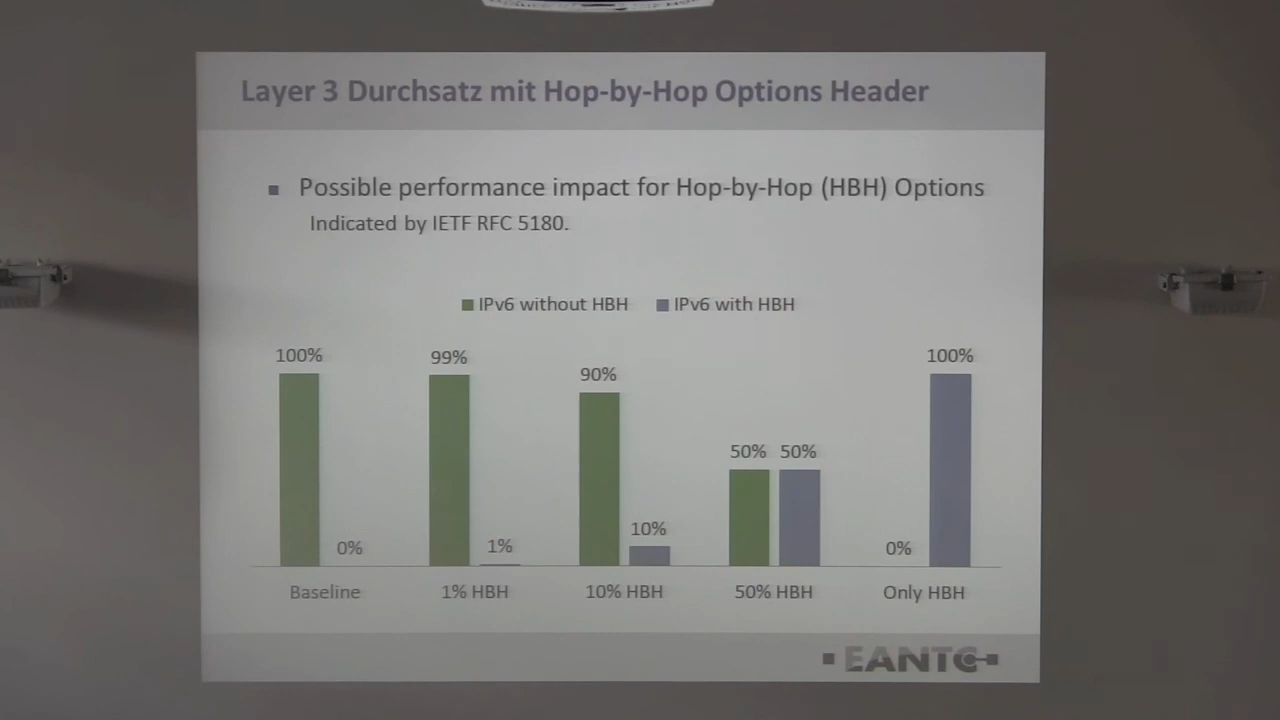 Layer 3 Durchsatz mit Hop-by-Hop Options Header
Possible performance impact for Hop-by-Hop (HBH) Options
Indicated by IETF RFC 5180.
IPv6 without HBH IPv6 with HBH
100% 99% 90% 50% 50% 100%
0% 1% 10% 0%
Baseline 1% HBH 10% HBH 50% HBH Only HBH
EANTC